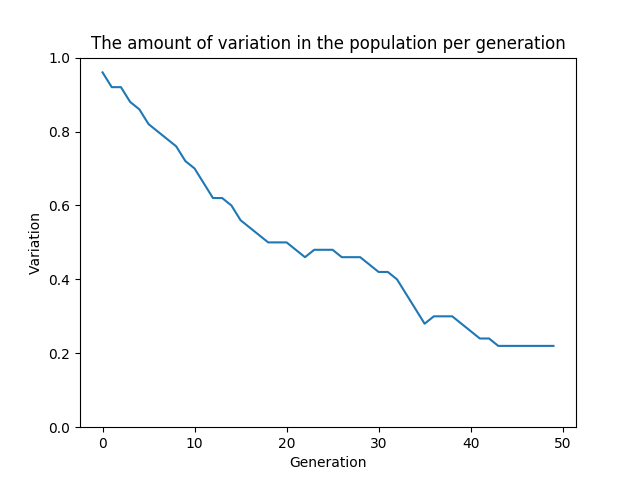 The amount of variation in the population per generation
1.0
0.8
0.6
0.4
0.2
0.0
Variation
0 10 20 30 40 50
Generation